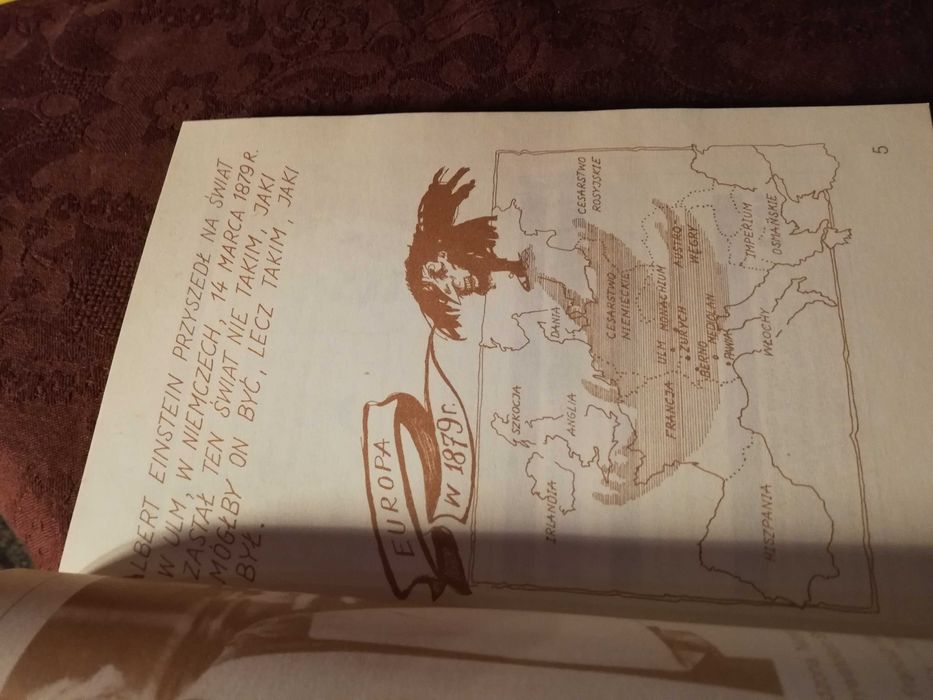 ALBERT EINSTEIN PRZYSZEDŁ NA ŚWIAT
W ULM, W NIEMCZECH, 14 MARCA 1879 R.
ZASTAŁ TEN ŚWIAT NIE TAKIM, JAKI
MÓGŁBY ON BYĆ, LECZ TAKIM, JAKI
BYŁ.
EUROPA
W 1879 r.
SZKOCJA
IRLANDIA
ANGLIA
DANIA
CESARSTWO
ROSYJSKIE
CESARSTWO
NIEMIECKIE
FRANCJA
ULM
MONACHIUM
ZURYCH
BERNO
MEDIOLAN
PAWIA
AUSTRO
WĘGRY
IMPERIUM
OSMAŃSKIE
WŁOCHY
HISZPANIA
5